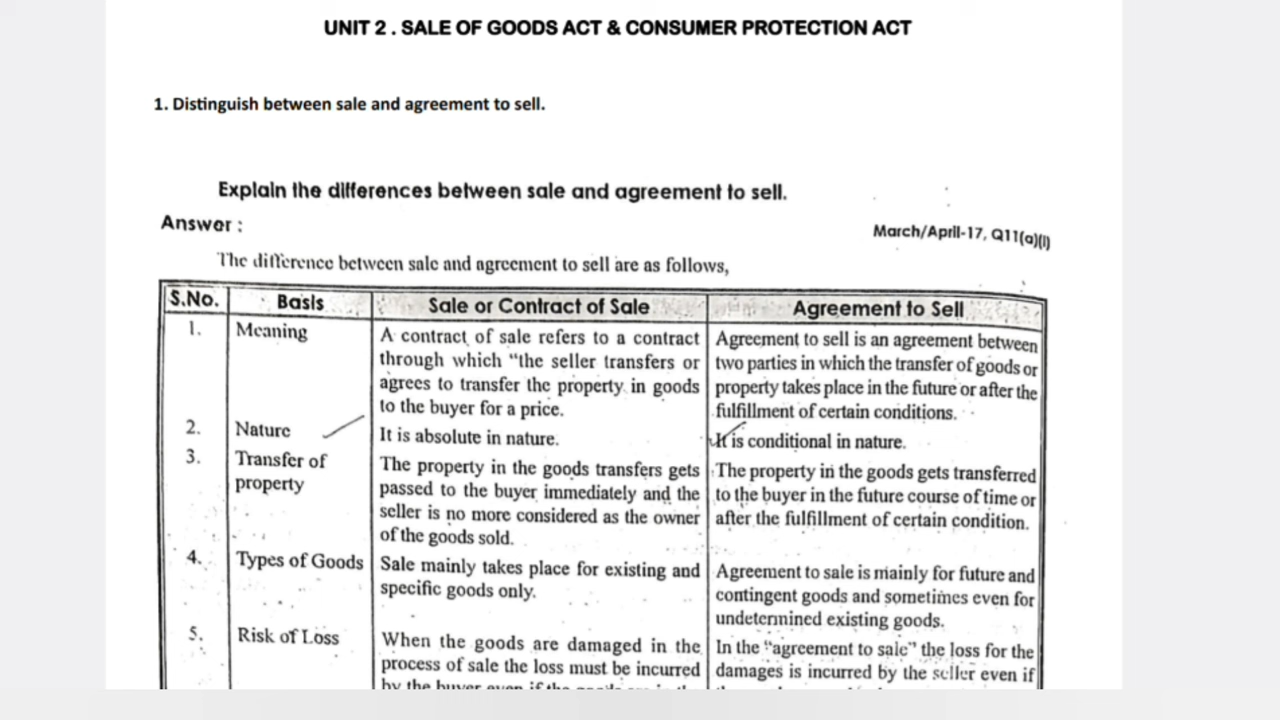 UNIT 2 . SALE OF GOODS ACT & CONSUMER PROTECTION ACT
1. Distinguish between sale and agreement to sell.
Explain the differences between sale and agreement to sell.
Answer :
March/April-17, Q11(a)(i)
The difference between sale and agreement to sell are as follows,
S.No. Basis Sale or Contract of Sale Agreement to Sell
1. Meaning
A contract of sale refers to a contract
through which "the seller transfers or
agrees to transfer the property in goods
to the buyer for a price.
Agreement to sell is an agreement between
two parties in which the transfer of goods or
property takes place in the future or after the
fulfillment of certain conditions.
2. Nature
It is absolute in nature.
It is conditional in nature.
3. Transfer of
property
The property in the goods transfers gets
passed to the buyer immediately and the
seller is no more considered as the owner
of the goods sold.
The property in the goods gets transferred
to the buyer in the future course of time or
after the fulfillment of certain condition.
4. Types of Goods
Sale mainly takes place for existing and
specific goods only.
Agreement to sale is mainly for future and
contingent goods and sometimes even for
undetermined existing goods.
5. Risk of Loss
When the goods are damaged in the
process of sale the loss must be incurred
by the buyer even if the
In the "agreement to sale" the loss for the
damages is incurred by the seller even if